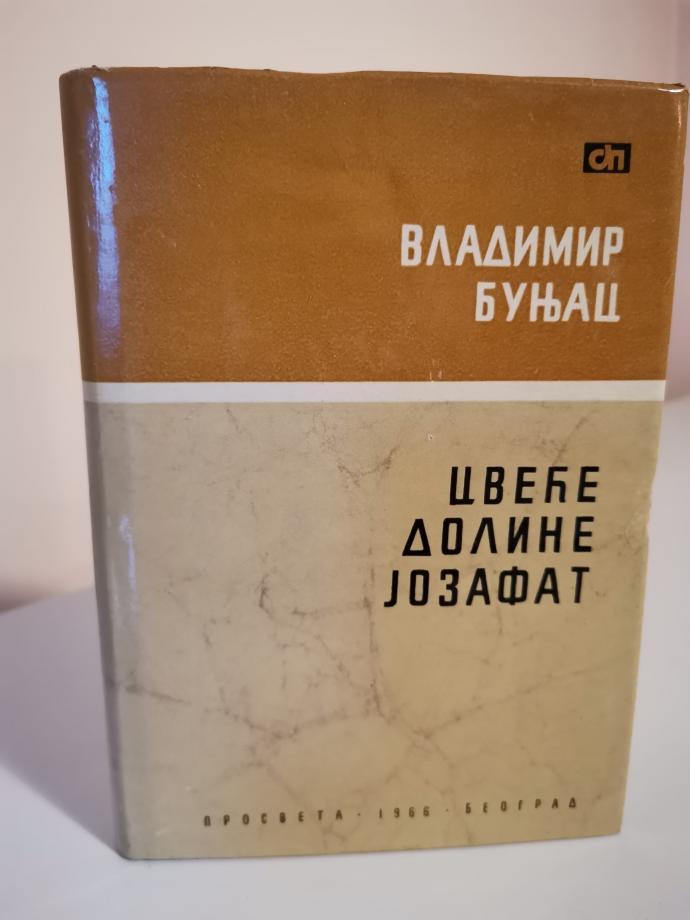 сп
ВЛАДИМИР
БУЊАЦ
ЦВЕЋЕ
ДОЛИНЕ
ЈОЗАФАТ
ПРОСВЕТА · 1966 · БЕОГРАД